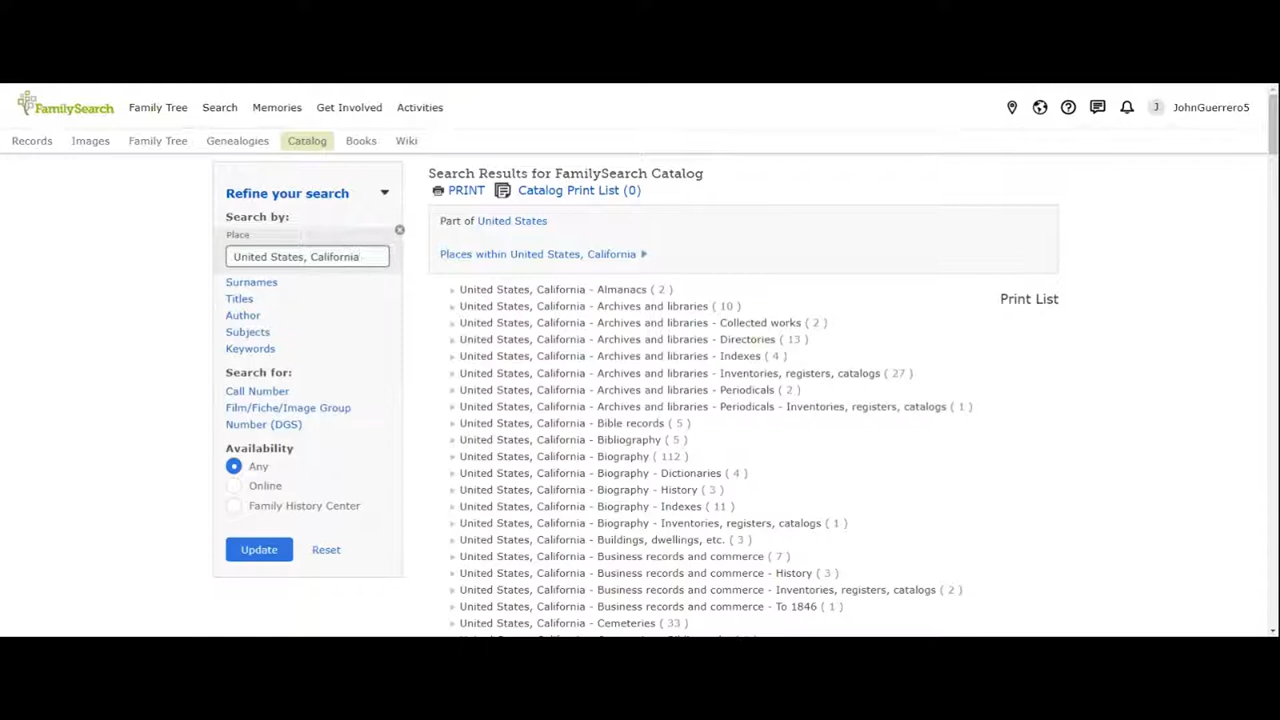 FamilySearch Family Tree Search Memories Get Involved Activities J JohnGuerrero5
Records Images Family Tree Genealogies Catalog Books Wiki
Refine your search
Search by:
Place
United States, California
Surnames
Titles
Author
Subjects
Keywords
Search for:
Call Number
Film/Fiche/Image Group
Number (DGS)
Availability
Any
Online
Family History Center
Update Reset
Search Results for FamilySearch Catalog
PRINT Catalog Print List (0)
Part of United States
Places within United States, California
Print List
United States, California - Almanacs ( 2 )
United States, California - Archives and libraries ( 10 )
United States, California - Archives and libraries - Collected works ( 2 )
United States, California - Archives and libraries - Directories ( 13 )
United States, California - Archives and libraries - Indexes ( 4 )
United States, California - Archives and libraries - Inventories, registers, catalogs ( 27 )
United States, California - Archives and libraries - Periodicals ( 2 )
United States, California - Archives and libraries - Periodicals - Inventories, registers, catalogs ( 1 )
United States, California - Bible records ( 5 )
United States, California - Bibliography ( 5 )
United States, California - Biography ( 112 )
United States, California - Biography - Dictionaries ( 4 )
United States, California - Biography - History ( 3 )
United States, California - Biography - Indexes ( 11 )
United States, California - Biography - Inventories, registers, catalogs ( 1 )
United States, California - Buildings, dwellings, etc. ( 3 )
United States, California - Business records and commerce ( 7 )
United States, California - Business records and commerce - History ( 3 )
United States, California - Business records and commerce - Inventories, registers, catalogs ( 2 )
United States, California - Business records and commerce - To 1846 ( 1 )
United States, California - Cemeteries ( 33 )